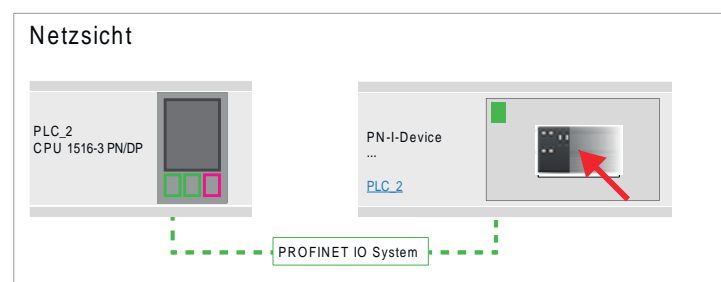 Netzsicht
PLC_2
CPU 1516-3 PN/DP
PN-I-Device
...
PLC_2
PROFINET IO System